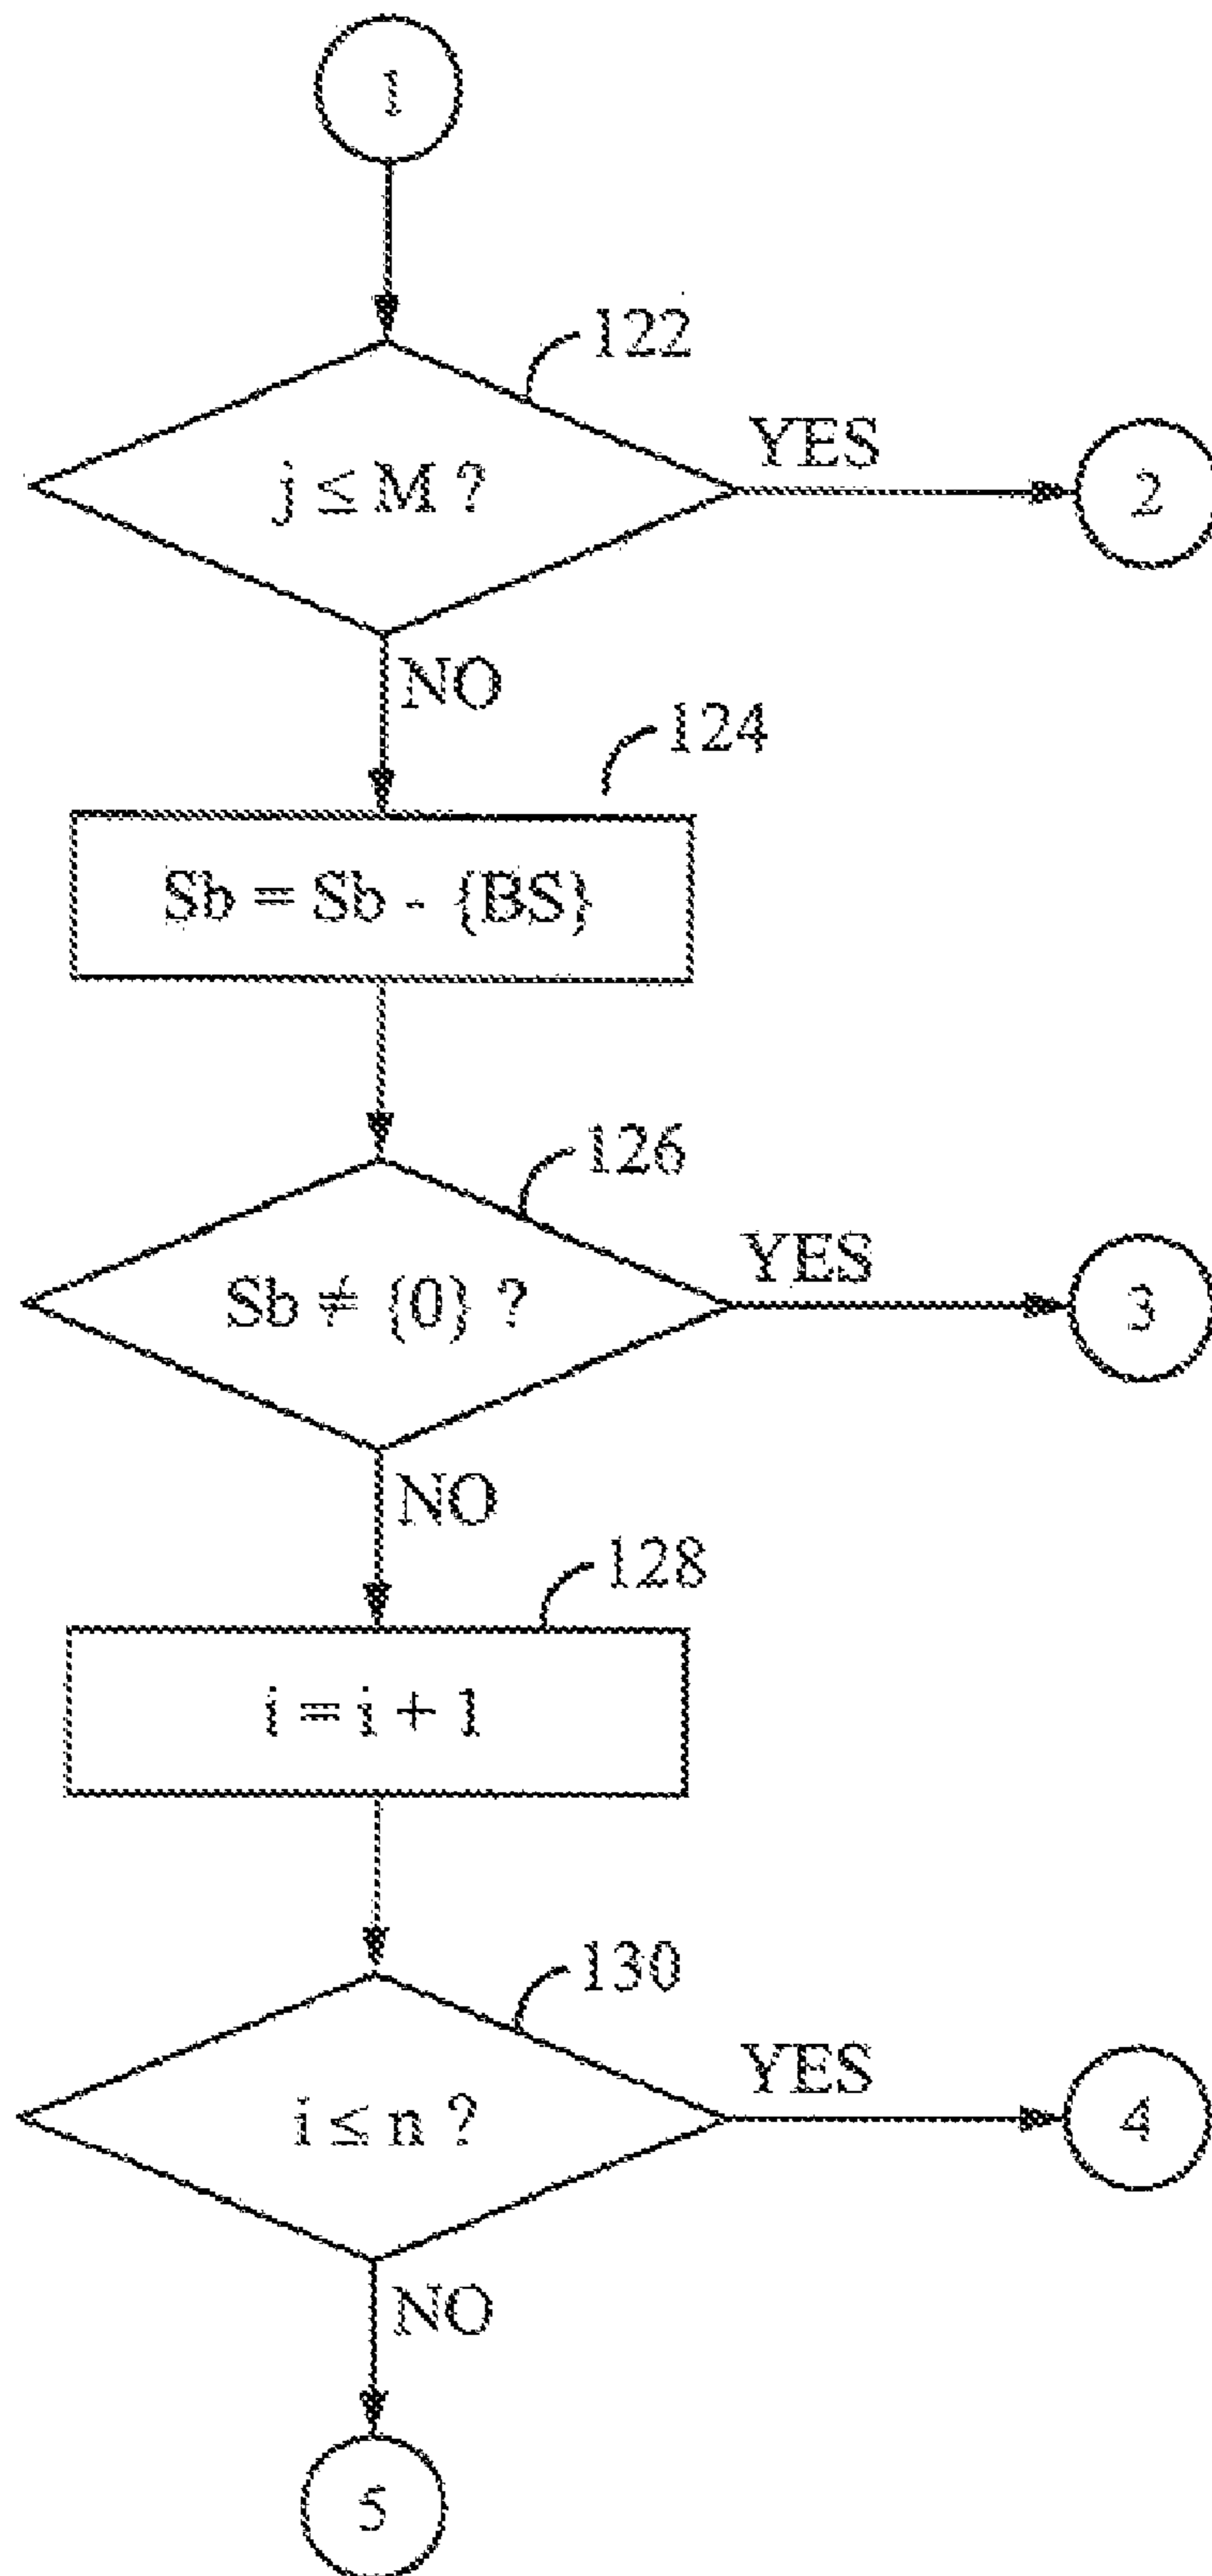 1
122
j ≤ M ?
YES
2
NO
124
Sb = Sb - {BS}
126
Sb ≠ {0} ?
YES
3
NO
128
i = i + 1
130
i ≤ n ?
YES
4
NO
5